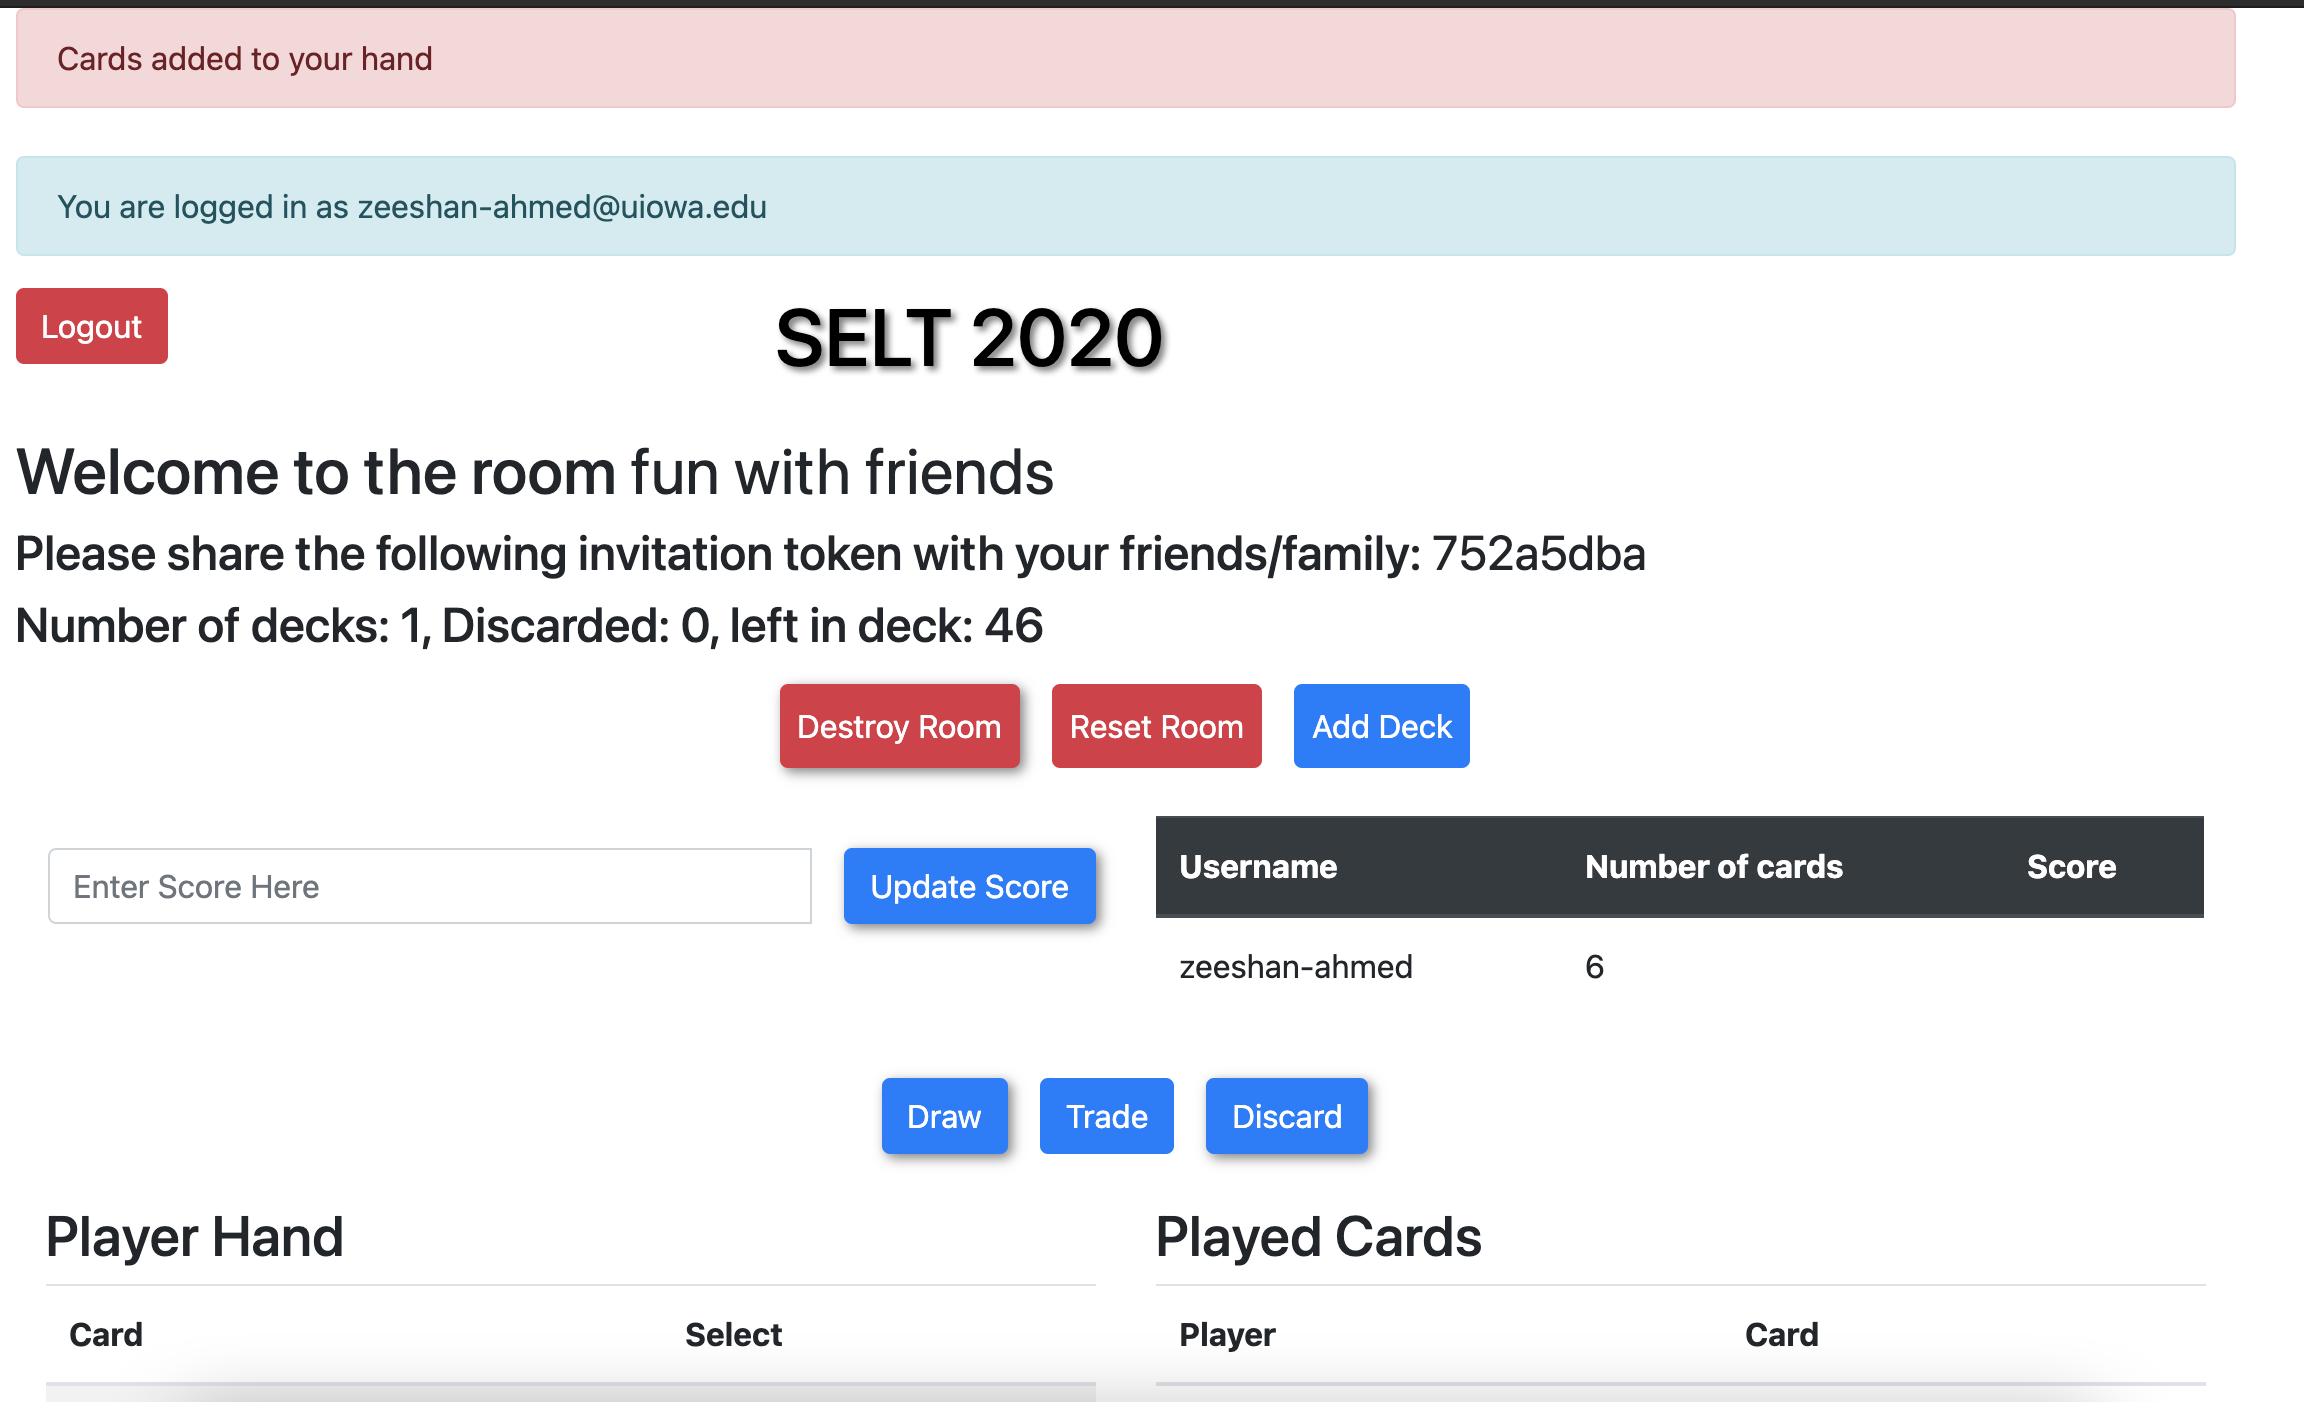 Cards added to your hand
You are logged in as zeeshan-ahmed@uiowa.edu
Logout
SELT 2020
Welcome to the room fun with friends
Please share the following invitation token with your friends/family: 752a5dba
Number of decks: 1, Discarded: 0, left in deck: 46
Destroy Room Reset Room Add Deck
Enter Score Here Update Score
Username Number of cards Score
zeeshan-ahmed 6
Draw Trade Discard
Player Hand
Card Select
Played Cards
Player Card